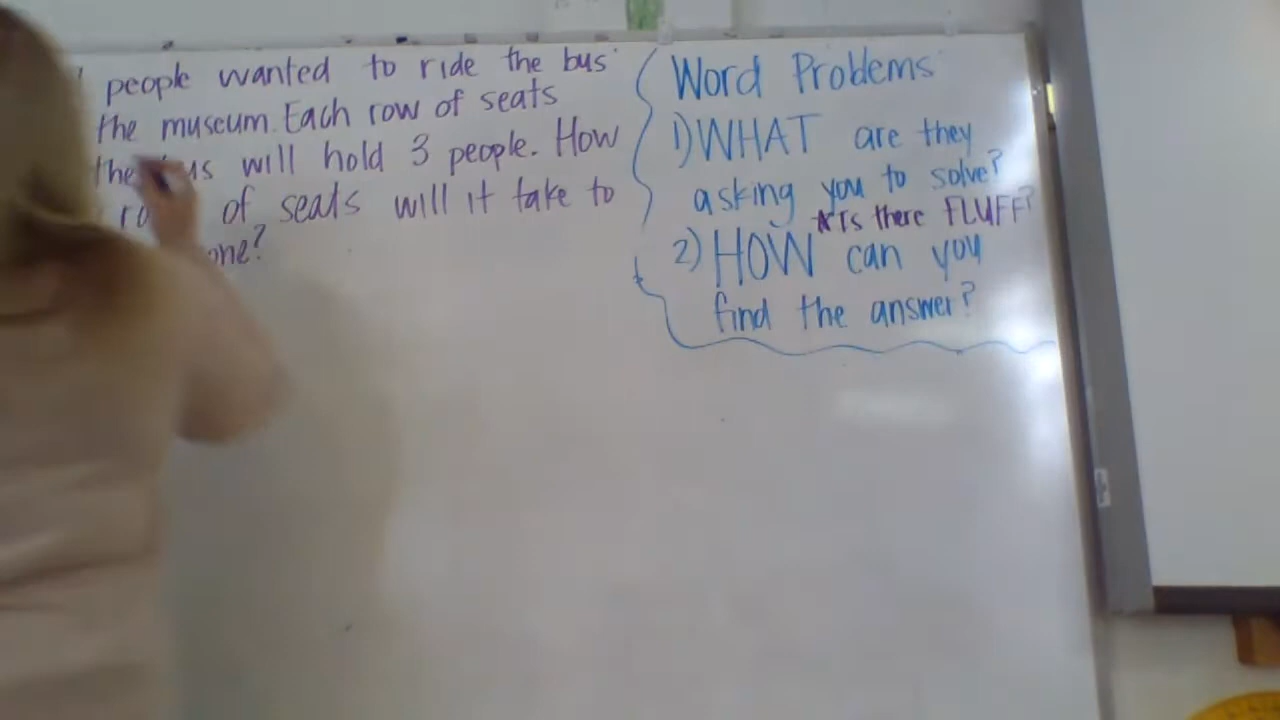 people wanted to ride the bus
the museum. Each row of seats
the bus will hold 3 people. How
of seats will it take to
one?
Word Problems
1) WHAT are they
asking you to solve?
*Is there FLUFF?
2) HOW can you
find the answer?